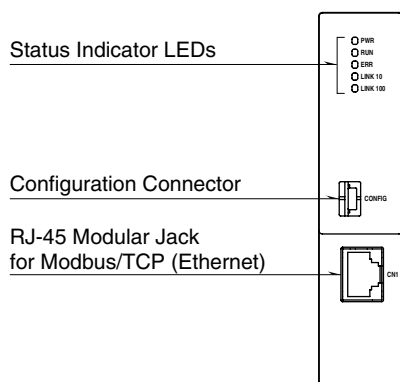 Status Indicator LEDs
PWR
RUN
ERR
LINK 10
LINK 100
Configuration Connector
CONFIG
RJ-45 Modular Jack
for Modbus/TCP (Ethernet)
CN1